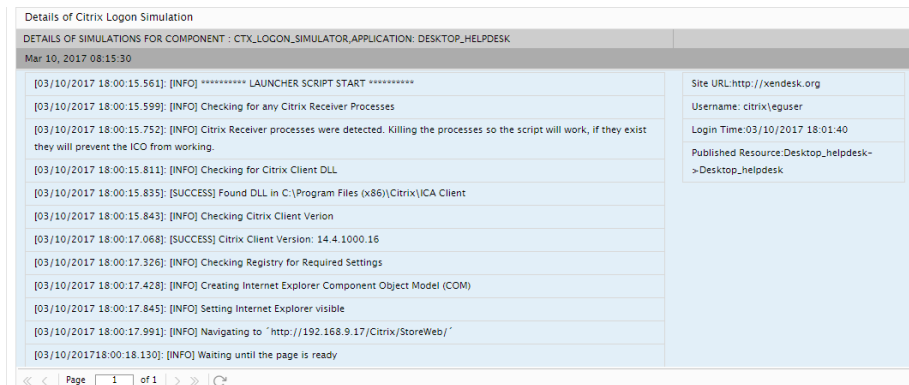 Details of Citrix Logon Simulation
DETAILS OF SIMULATIONS FOR COMPONENT : CTX_LOGON_SIMULATOR,APPLICATION: DESKTOP_HELPDESK
Mar 10, 2017 08:15:30
[03/10/2017 18:00:15.561]: [INFO] ********** LAUNCHER SCRIPT START **********
[03/10/2017 18:00:15.599]: [INFO] Checking for any Citrix Receiver Processes
[03/10/2017 18:00:15.752]: [INFO] Citrix Receiver processes were detected. Killing the processes so the script will work, if they exist
they will prevent the ICO from working.
[03/10/2017 18:00:15.811]: [INFO] Checking for Citrix Client DLL
[03/10/2017 18:00:15.835]: [SUCCESS] Found DLL in C:\Program Files (x86)\Citrix\ICA Client
[03/10/2017 18:00:15.843]: [INFO] Checking Citrix Client Verion
[03/10/2017 18:00:17.068]: [SUCCESS] Citrix Client Version: 14.4.1000.16
[03/10/2017 18:00:17.326]: [INFO] Checking Registry for Required Settings
[03/10/2017 18:00:17.428]: [INFO] Creating Internet Explorer Component Object Model (COM)
[03/10/2017 18:00:17.845]: [INFO] Setting Internet Explorer visible
[03/10/2017 18:00:17.991]: [INFO] Navigating to ´http://192.168.9.17/Citrix/StoreWeb/´
[03/10/201718:00:18.130]: [INFO] Waiting until the page is ready
Site URL:http://xendesk.org
Username: citrix\eguser
Login Time:03/10/2017 18:01:40
Published Resource:Desktop_helpdesk-
>Desktop_helpdesk
Page 1 of 1